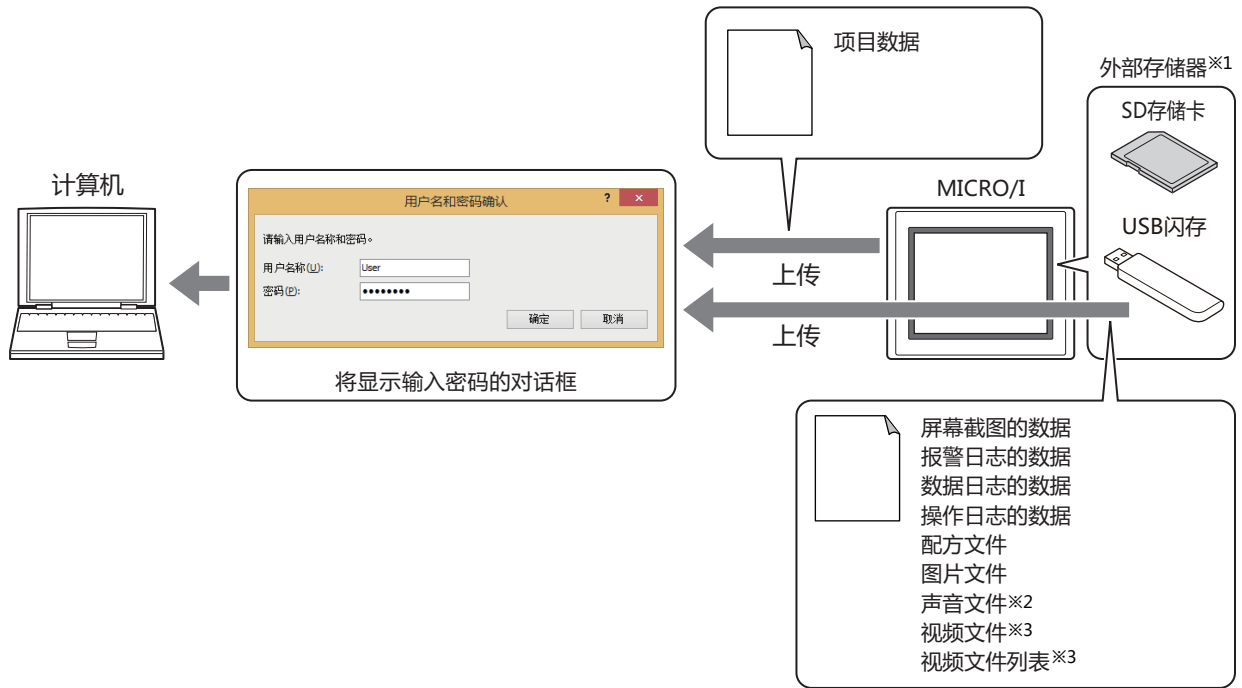 项目数据
外部存储器※1
SD存储卡
USB闪存
MICRO/I
计算机
用户名和密码确认
? ×
请输入用户名称和密码。
用户名称(U):
User
密码(P):
••••••••
确定
取消
将显示输入密码的对话框
上传
上传
屏幕截图的数据
报警日志的数据
数据日志的数据
操作日志的数据
配方文件
图片文件
声音文件※2
视频文件※3
视频文件列表※3